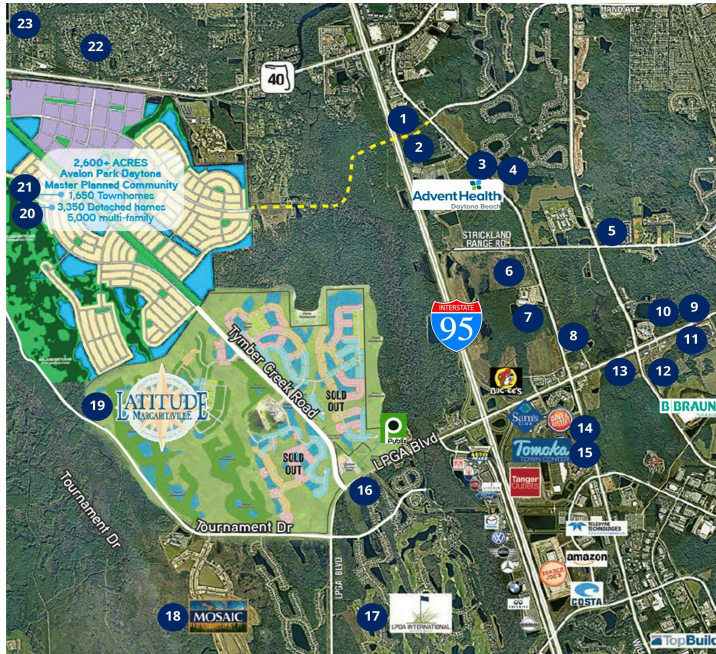 23
22
HAND AVE
40
1
2
3
4
2,600+ ACRES
Avalon Park Daytona
Master Planned Community
1,650 Townhomes
3,350 Detached homes
5,000 multi-family
21
20
AdventHealth
Daytona Beach
5
STRICKLAND
RANGE RD
6
INTERSTATE
95
7
8
9
10
11
12
13
BUC-EE'S
B BRAUN
Tymber Creek Road
SOLD
OUT
19
LATITUDE
MARGARITAVILLE
SOLD
OUT
Publix
LPGA Blvd
Sam's
CLUB
14
Tomoka
TOWN CENTER
15
Tanger
Outlets
16
Tournament Dr
Tournament Dr
LPGA BLVD
TELEDYNE
TECHNOLOGIES
amazon
TRADER
JOE'S
COSTA
INFINITI
18
MOSAIC
17
LPGA INTERNATIONAL
TopBuild